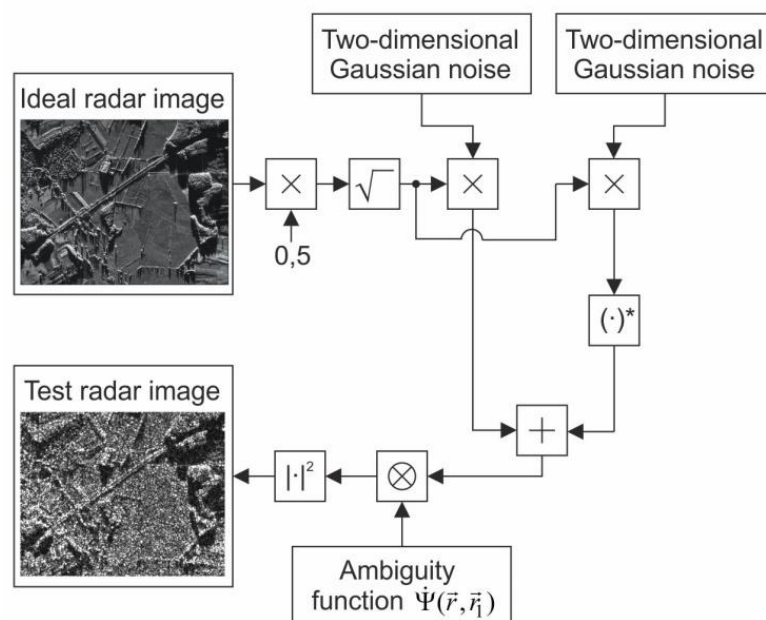 Two-dimensional
Gaussian noise
Two-dimensional
Gaussian noise
Ideal radar image
×
√
×
×
0,5
(·)*
Test radar image
+
|·|²
⊗
Ambiguity
function Ψ̇(r⃗, r⃗₁)